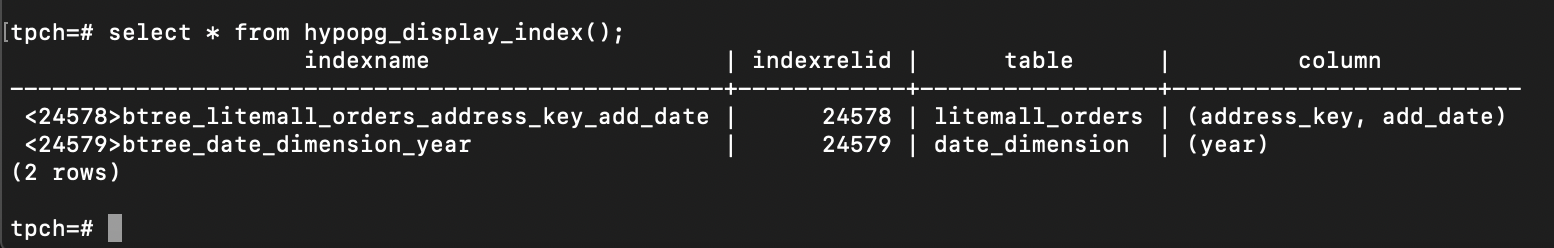 [tpch=# select * from hypopg_display_index();
                     indexname                      | indexrelid |      table      |          column
----------------------------------------------------+------------+-----------------+-------------------------
 <24578>btree_litemall_orders_address_key_add_date |      24578 | litemall_orders | (address_key, add_date)
 <24579>btree_date_dimension_year                   |      24579 | date_dimension  | (year)
(2 rows)
tpch=#